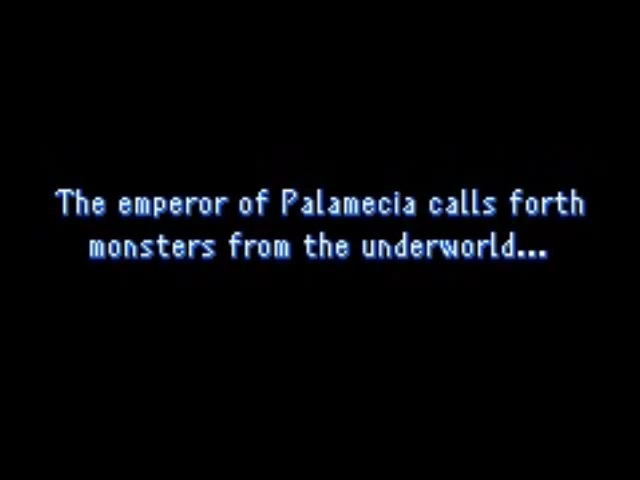 The emperor of Palamecia calls forth
monsters from the underworld...